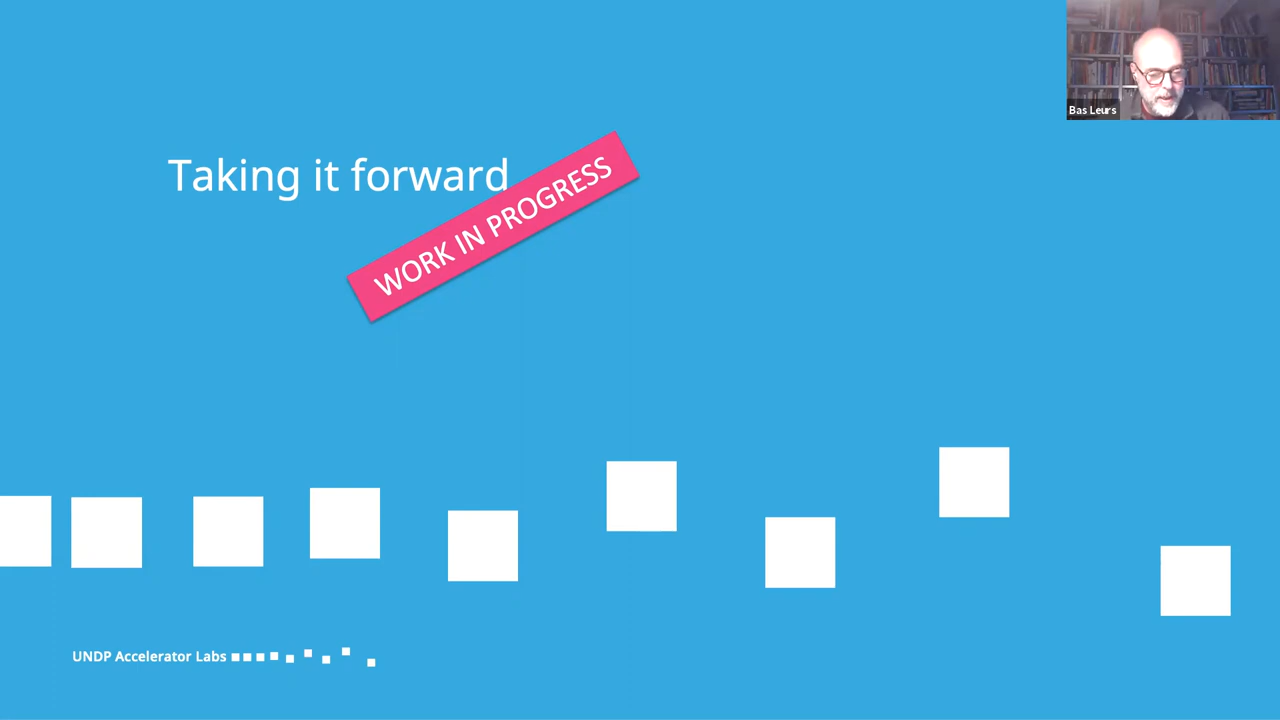 Taking it forward
WORK IN PROGRESS
Bas Leurs
UNDP Accelerator Labs